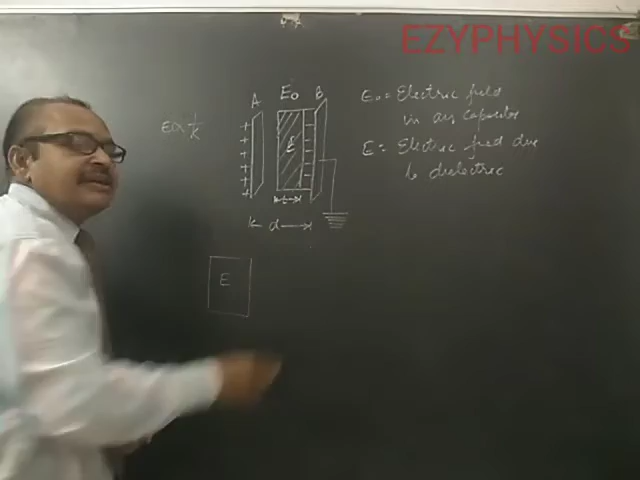 EZYPHYSICS
A E₀ B
E₀ = Electric field
in air capacitor
E ∝ 1/K
E = Electric field due
to dielectric
E
t
d
E